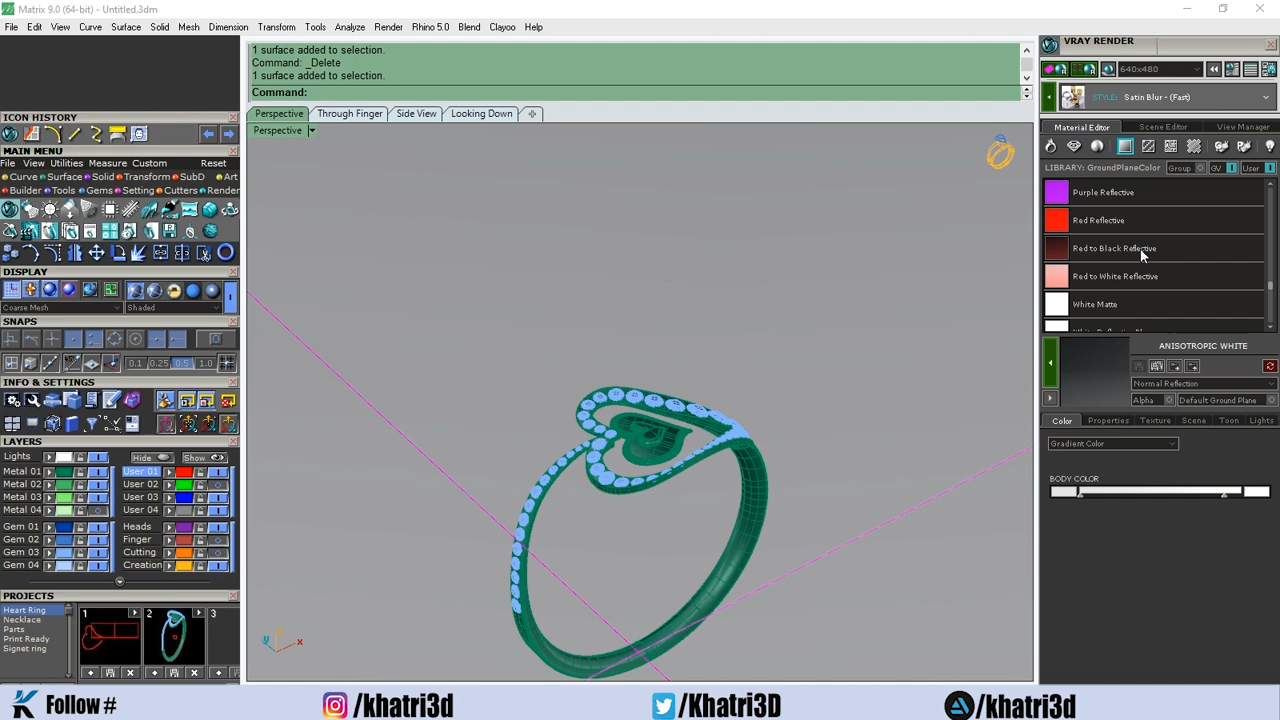 Matrix 9.0 (64-bit) - Untitled.3dm
File Edit View Curve Surface Solid Mesh Dimension Transform Tools Analyze Render Rhino 5.0 Blend Clayoo Help
1 surface added to selection.
Command: _Delete
1 surface added to selection.
Command:
Perspective Through Finger Side View Looking Down
Perspective
ICON HISTORY
MAIN MENU
File View Utilities Measure Custom Reset
Curve Surface Solid Transform SubD Art
Builder Tools Gems Setting Cutters Render
DISPLAY
Coarse Mesh Shaded
SNAPS
0.1 0.25 0.5 1.0
INFO & SETTINGS
LAYERS
Lights Hide Show
Metal 01 User 01
Metal 02 User 02
Metal 03 User 03
Metal 04 User 04
Gem 01 Heads
Gem 02 Finger
Gem 03 Cutting
Gem 04 Creation
PROJECTS
Heart Ring
Necklace
Parts
Print Ready
Signet ring
1 2 3
z
y x
VRAY RENDER
640x480
STYLE: Satin Blur - (Fast)
Material Editor Scene Editor View Manager
LIBRARY: GroundPlaneColor Group GV User
Purple Reflective
Red Reflective
Red to Black Reflective
Red to White Reflective
White Matte
ANISOTROPIC WHITE
Normal Reflection
Alpha Default Ground Plane
Color Properties Texture Scene Toon Lights
Gradient Color
BODY COLOR
Follow # /khatri3d /Khatri3D /khatri3d